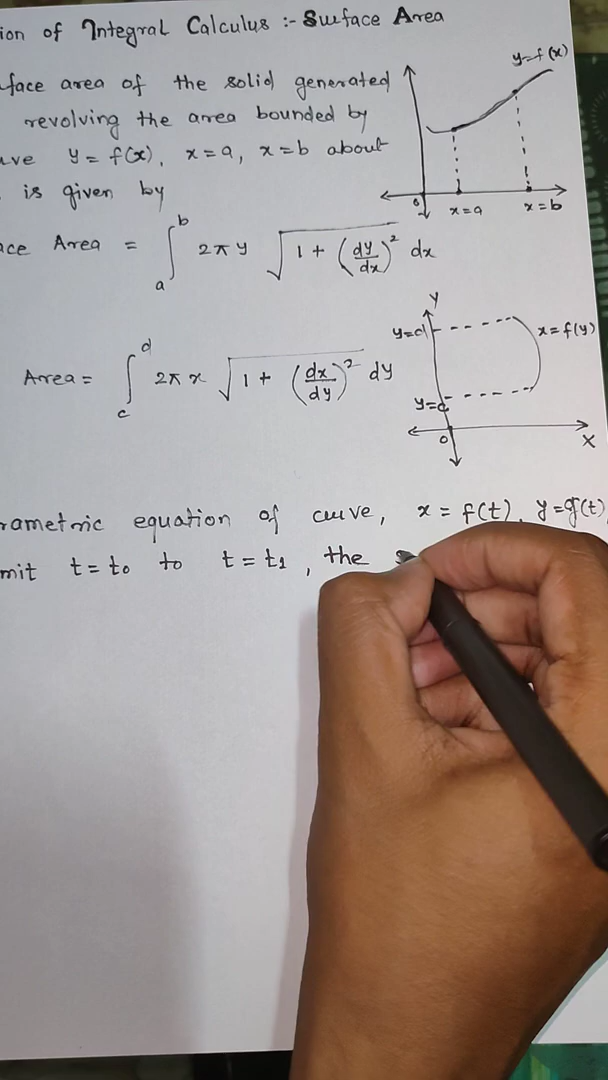 ion of Integral Calculus :- Surface Area
face area of the solid generated
revolving the area bounded by
rve y = f(x), x = a, x = b about
is given by
y = f(x)
0
x = a
x = b
ace Area = ∫_a^b 2πy √(1 + (dy/dx)²) dx
Area = ∫_c^d 2πx √(1 + (dx/dy)²) dy
Y
y = d
x = f(y)
y = c
0
X
rametric equation of curve, x = f(t), y = g(t),
mit t = t₀ to t = t₁, the